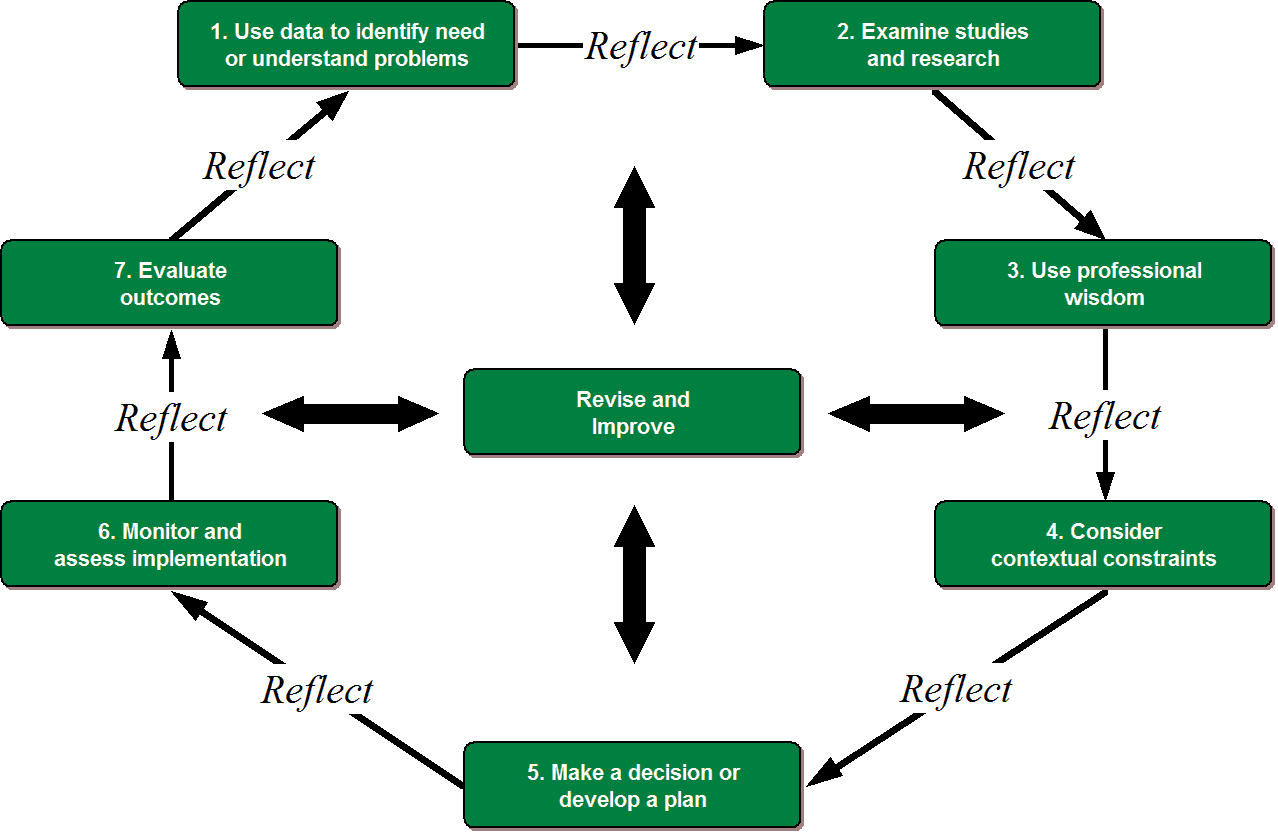 1. Use data to identify need
or understand problems
Reflect
2. Examine studies
and research
Reflect
3. Use professional
wisdom
Reflect
4. Consider
contextual constraints
Reflect
5. Make a decision or
develop a plan
Reflect
6. Monitor and
assess implementation
Reflect
7. Evaluate
outcomes
Reflect
Revise and
Improve